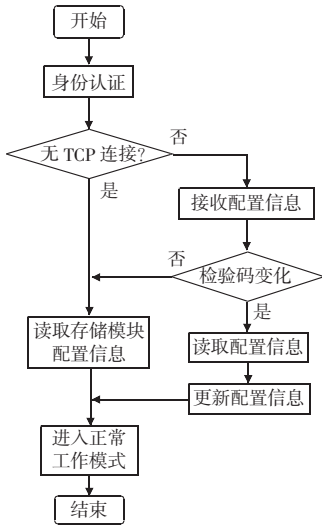 开始
身份认证
无 TCP 连接?
否
是
接收配置信息
否
检验码变化
是
读取存储模块
配置信息
读取配置信息
更新配置信息
进入正常
工作模式
结束